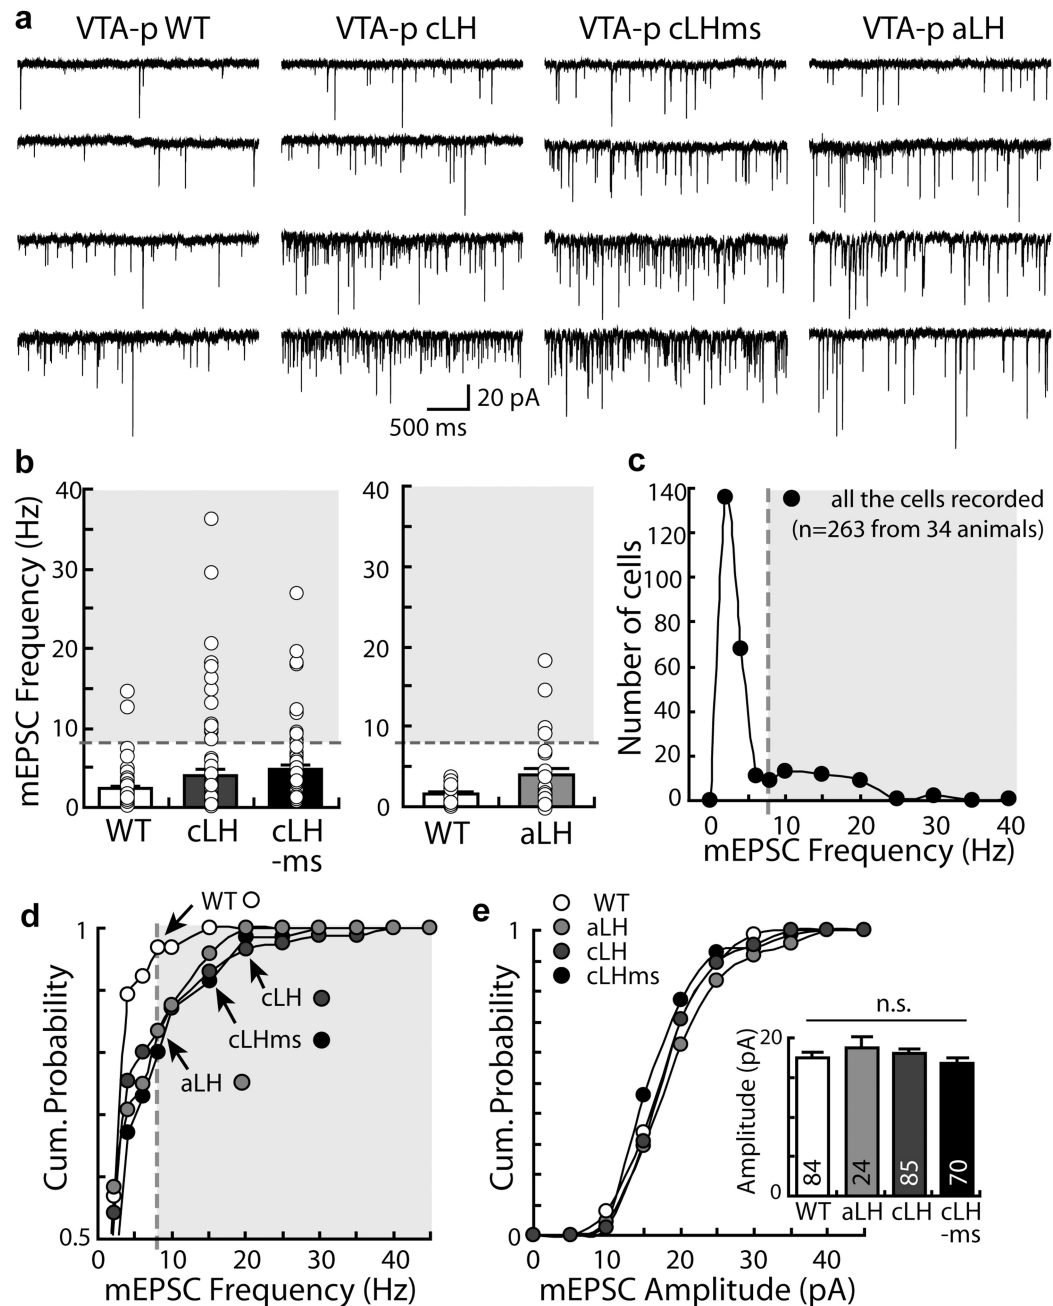 a
VTA-p WT VTA-p cLH VTA-p cLHms VTA-p aLH
20 pA
500 ms
b
mEPSC Frequency (Hz)
40
30
20
10
0
WT cLH cLH
-ms
40
30
20
10
0
WT aLH
c
Number of cells
140
120
100
80
60
40
20
0
all the cells recorded
(n=263 from 34 animals)
0 10 20 30 40
mEPSC Frequency (Hz)
d
Cum. Probability
1
0.5
WT
cLH
cLHms
aLH
0 10 20 30 40
mEPSC Frequency (Hz)
e
WT
aLH
cLH
cLHms
Cum. Probability
1
0
0 10 20 30 40
mEPSC Amplitude (pA)
n.s.
Amplitude (pA)
20
0
84 24 85 70
WT aLH cLH cLH
-ms